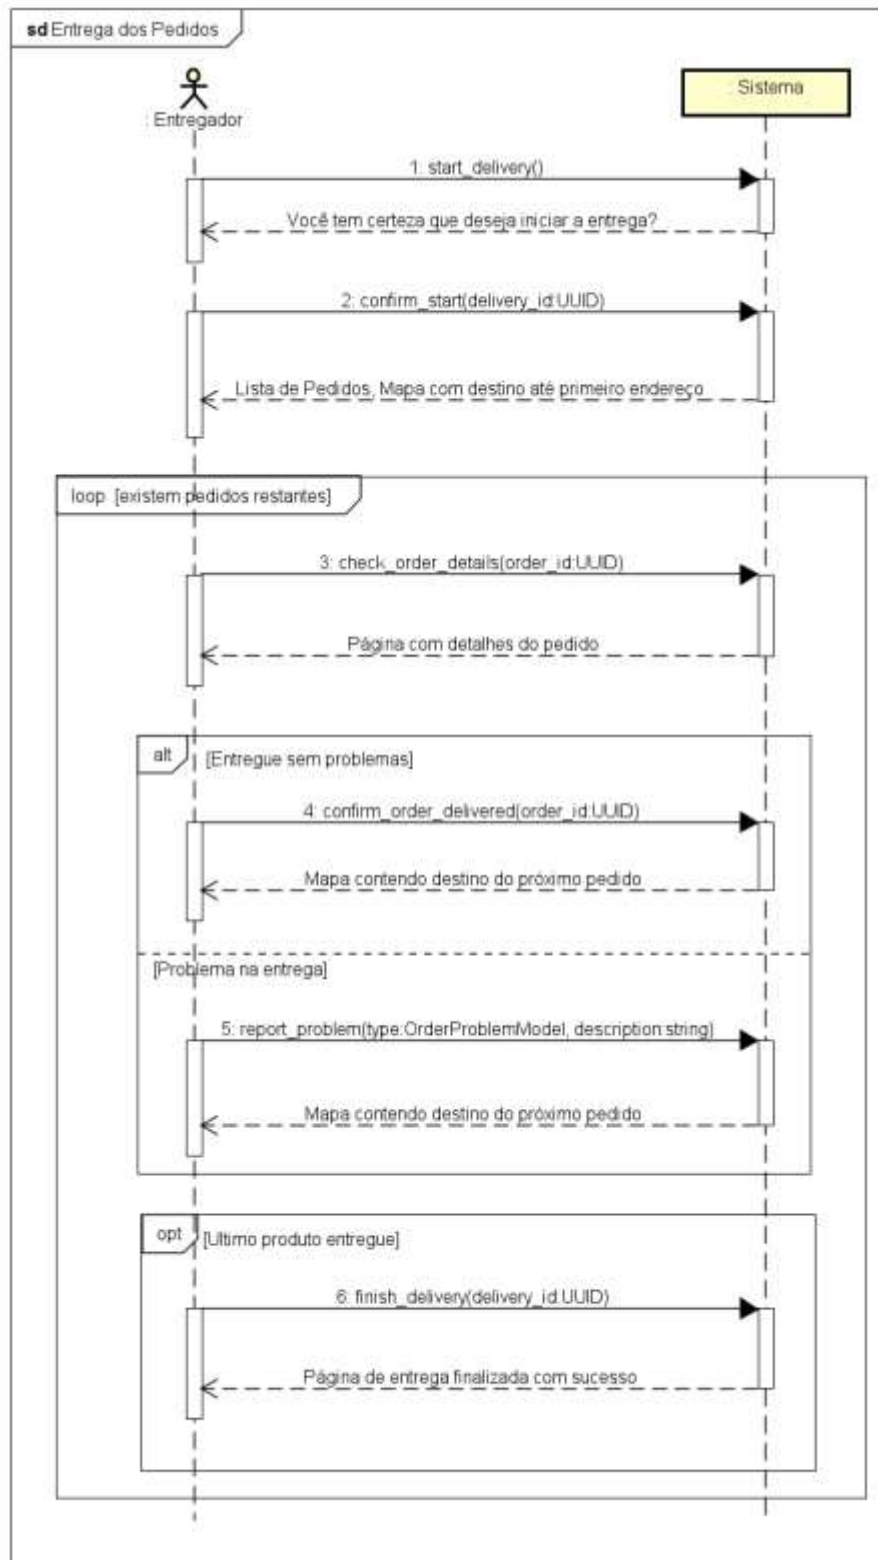 sd Entrega dos Pedidos
: Entregador
: Sistema
1: start_delivery()
Você tem certeza que deseja iniciar a entrega?
2: confirm_start(delivery_id:UUID)
Lista de Pedidos, Mapa com destino até primeiro endereço
loop [existem pedidos restantes]
3: check_order_details(order_id:UUID)
Página com detalhes do pedido
alt [Entregue sem problemas]
4: confirm_order_delivered(order_id:UUID)
Mapa contendo destino do próximo pedido
[Problema na entrega]
5: report_problem(type:OrderProblemModel, description:string)
Mapa contendo destino do próximo pedido
opt [Ultimo produto entregue]
6: finish_delivery(delivery_id:UUID)
Página de entrega finalizada com sucesso